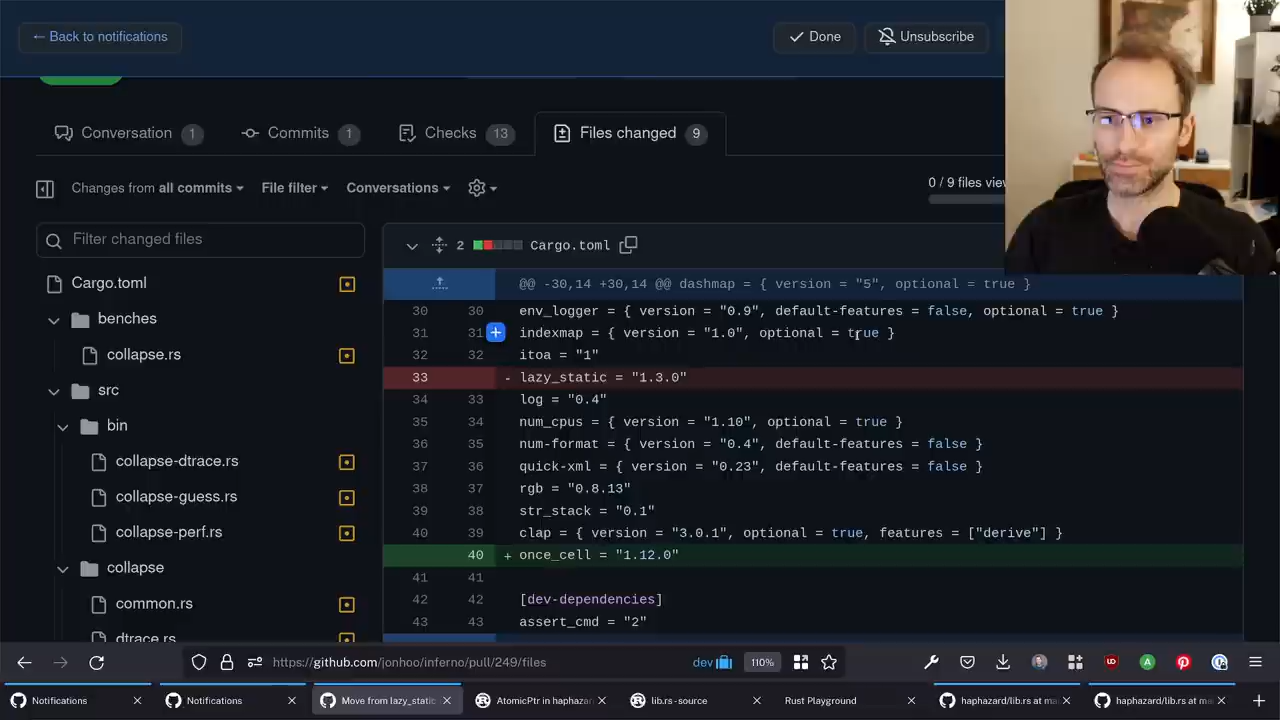 ← Back to notifications
Done
Unsubscribe
Conversation 1
Commits 1
Checks 13
Files changed 9
Changes from all commits
File filter
Conversations
0 / 9 files view
Filter changed files
2 Cargo.toml
Cargo.toml
benches
collapse.rs
src
bin
collapse-dtrace.rs
collapse-guess.rs
collapse-perf.rs
collapse
common.rs
dtrace.rs
@@ -30,14 +30,14 @@ dashmap = { version = "5", optional = true }
30 30 env_logger = { version = "0.9", default-features = false, optional = true }
31 31 + indexmap = { version = "1.0", optional = true }
32 32 itoa = "1"
33 - lazy_static = "1.3.0"
34 33 log = "0.4"
35 34 num_cpus = { version = "1.10", optional = true }
36 35 num-format = { version = "0.4", default-features = false }
37 36 quick-xml = { version = "0.23", default-features = false }
38 37 rgb = "0.8.13"
39 38 str_stack = "0.1"
40 39 clap = { version = "3.0.1", optional = true, features = ["derive"] }
40 + once_cell = "1.12.0"
41 41
42 42 [dev-dependencies]
43 43 assert_cmd = "2"
https://github.com/jonhoo/inferno/pull/249/files
dev
110%
Notifications
Notifications
Move from lazy_static
AtomicPtr in haphazar
lib.rs-source
Rust Playground
haphazard/lib.rs at ma
haphazard/lib.rs at ma